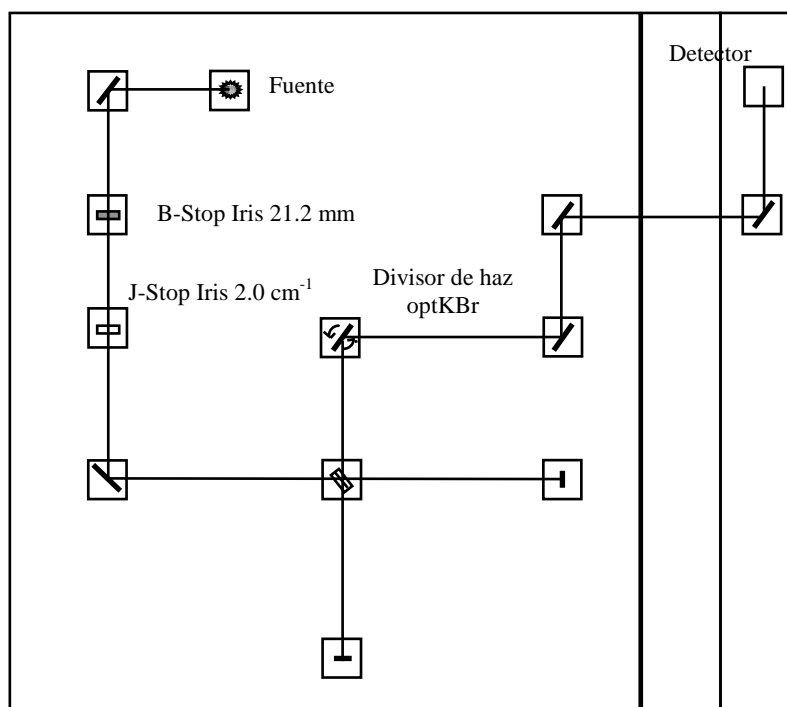 Detector
Fuente
B-Stop Iris 21.2 mm
J-Stop Iris 2.0 cm⁻¹
Divisor de haz
optKBr